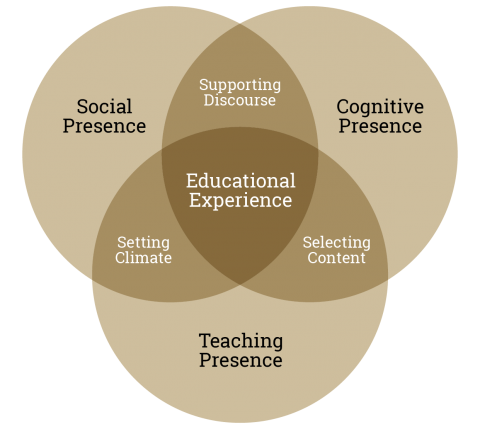 Supporting
Discourse
Social
Presence
Cognitive
Presence
Educational
Experience
Setting
Climate
Selecting
Content
Teaching
Presence